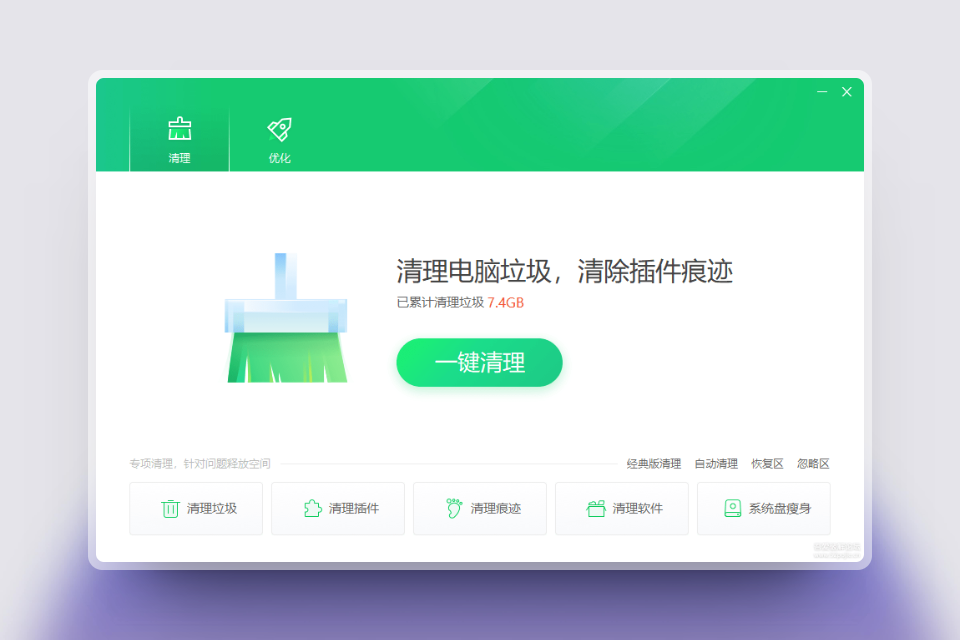 清理
优化
清理电脑垃圾，清除插件痕迹
已累计清理垃圾 7.4GB
一键清理
专项清理，针对问题释放空间
经典版清理 自动清理 恢复区 忽略区
清理垃圾 清理插件 清理痕迹 清理软件 系统盘瘦身